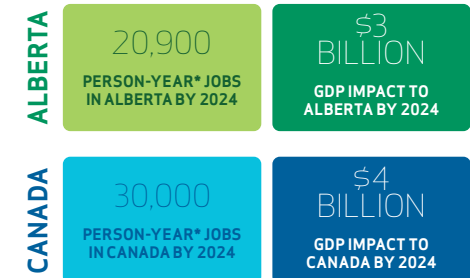 ALBERTA
20,900
PERSON-YEAR* JOBS
IN ALBERTA BY 2024
$3
BILLION
GDP IMPACT TO
ALBERTA BY 2024
CANADA
30,000
PERSON-YEAR* JOBS
IN CANADA BY 2024
$4
BILLION
GDP IMPACT TO
CANADA BY 2024